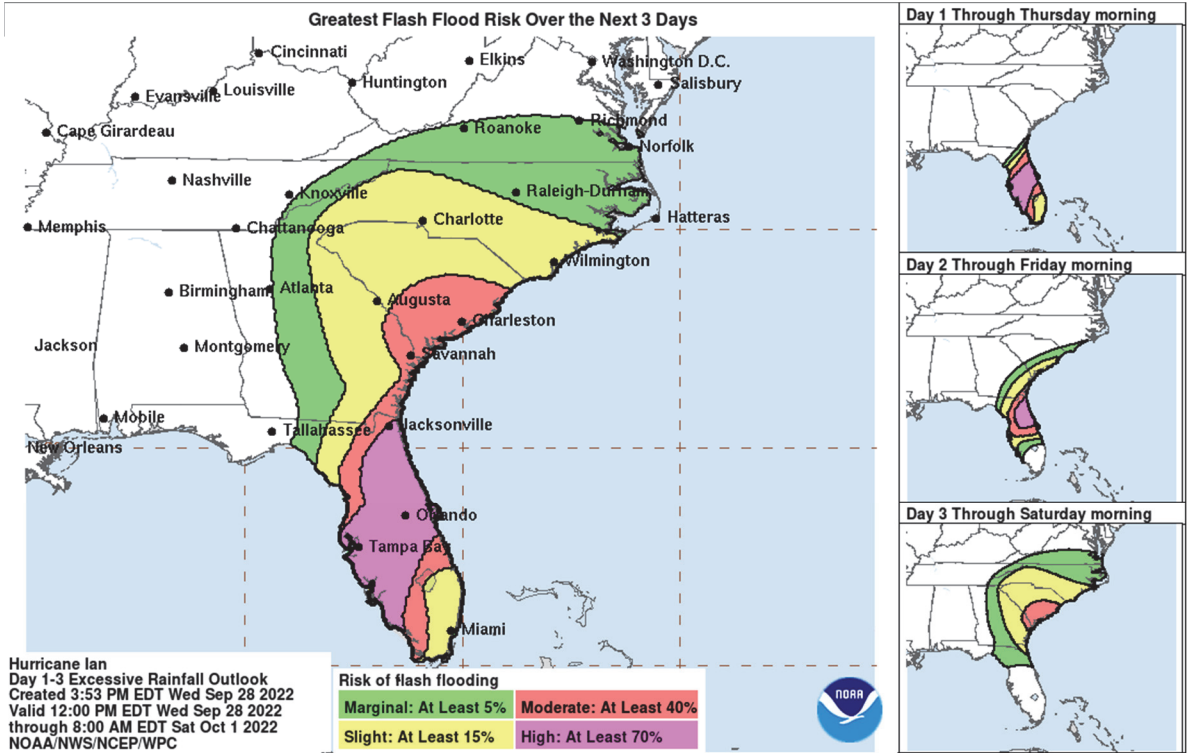 Greatest Flash Flood Risk Over the Next 3 Days
Cincinnati
Elkins
Washington D.C.
Huntington
Salisbury
Evansville
Louisville
Cape Girardeau
Roanoke
Richmond
Norfolk
Nashville
Knoxville
Raleigh-Durham
Memphis
Chattanooga
Charlotte
Hatteras
Wilmington
Birmingham
Atlanta
Augusta
Charleston
Jackson
Montgomery
Savannah
Mobile
Tallahassee
Jacksonville
New Orleans
Orlando
Tampa Bay
Miami
Hurricane Ian
Day 1-3 Excessive Rainfall Outlook
Created 3:53 PM EDT Wed Sep 28 2022
Valid 12:00 PM EDT Wed Sep 28 2022
through 8:00 AM EDT Sat Oct 1 2022
NOAA/NWS/NCEP/WPC
Risk of flash flooding
Marginal: At Least 5%
Moderate: At Least 40%
Slight: At Least 15%
High: At Least 70%
NOAA
Day 1 Through Thursday morning
Day 2 Through Friday morning
Day 3 Through Saturday morning